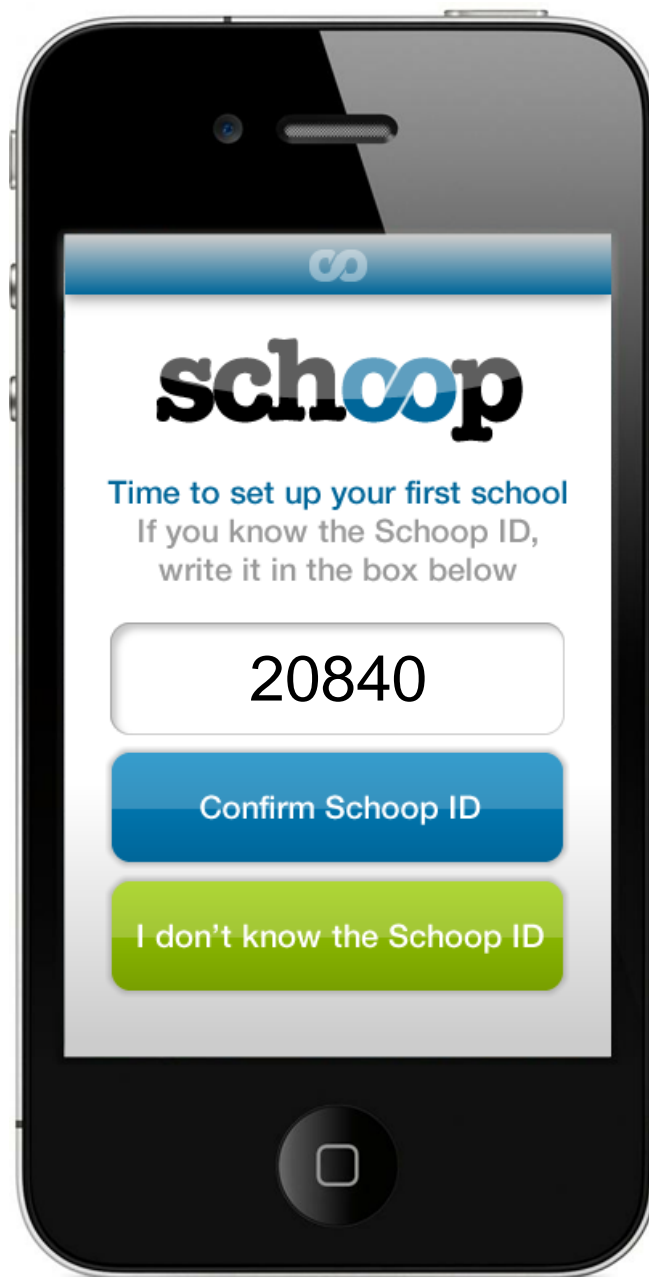 schoop
Time to set up your first school
If you know the Schoop ID,
write it in the box below
20840
Confirm Schoop ID
I don't know the Schoop ID